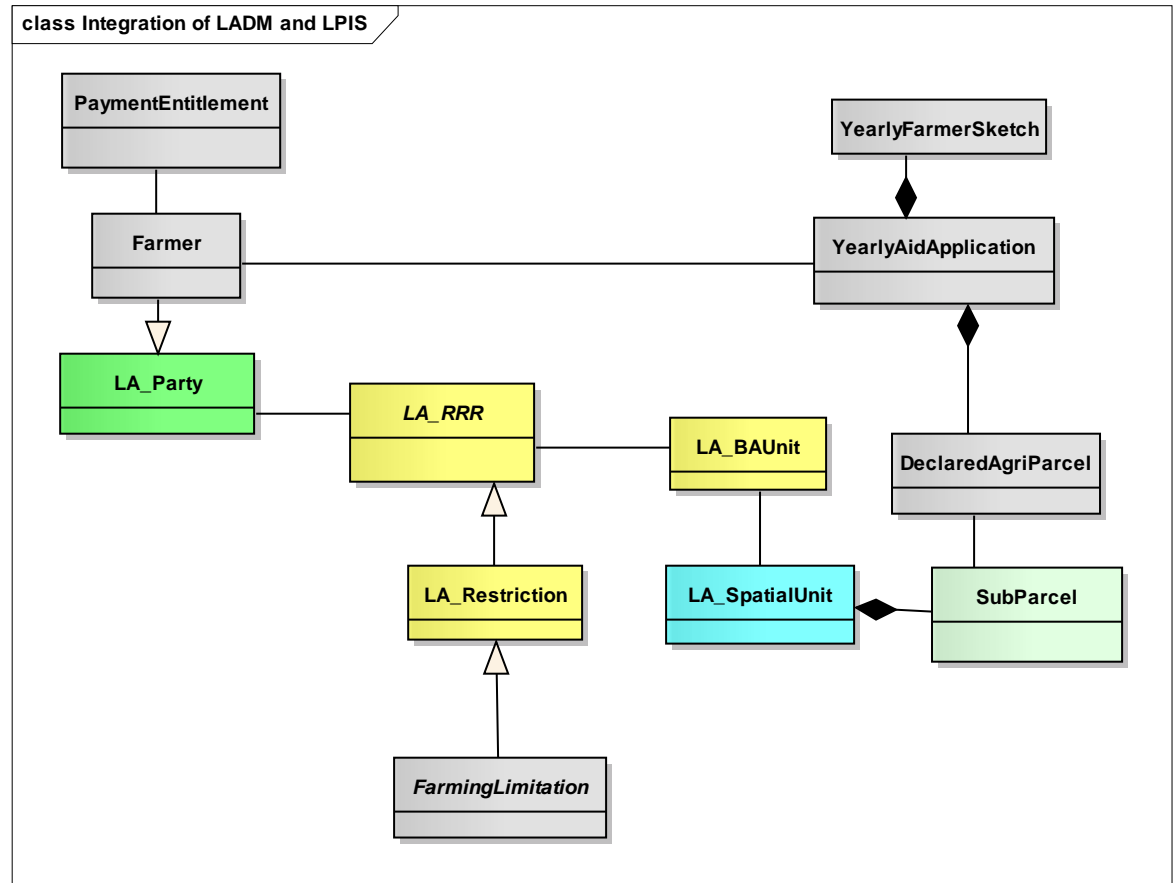 class Integration of LADM and LPIS
PaymentEntitlement
YearlyFarmerSketch
Farmer
YearlyAidApplication
LA_Party
LA_RRR
LA_BAUnit
DeclaredAgriParcel
LA_Restriction
LA_SpatialUnit
SubParcel
FarmingLimitation